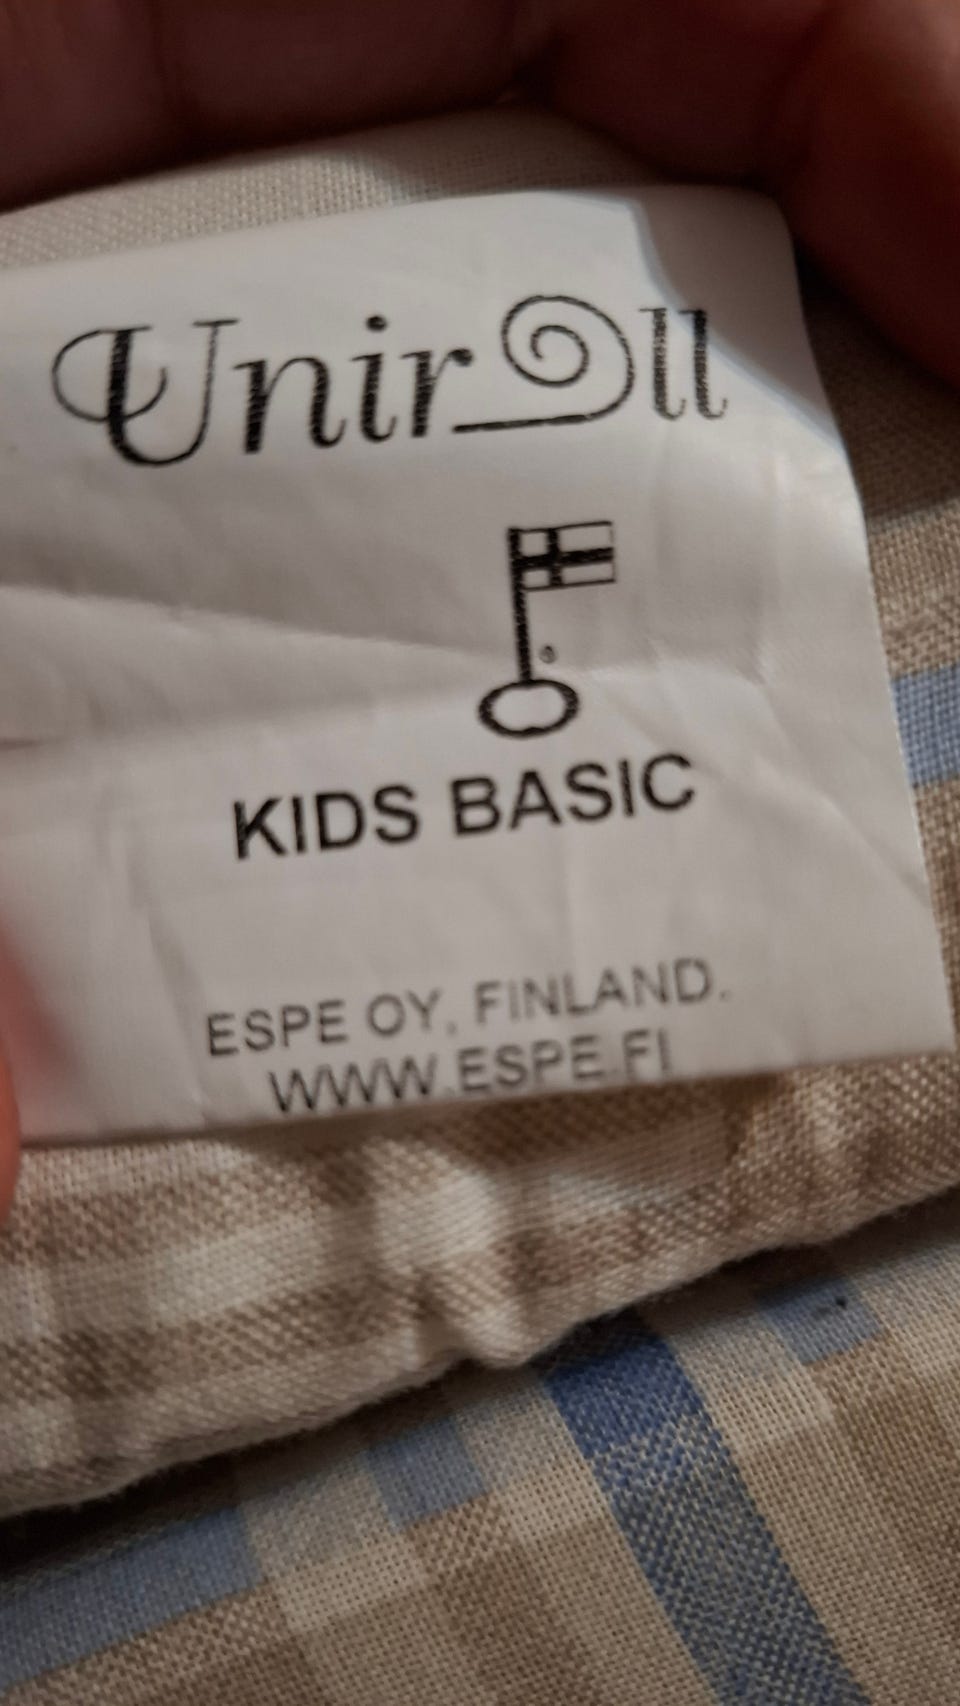 Uniroll
®
KIDS BASIC
ESPE OY, FINLAND.
WWW.ESPE.FI